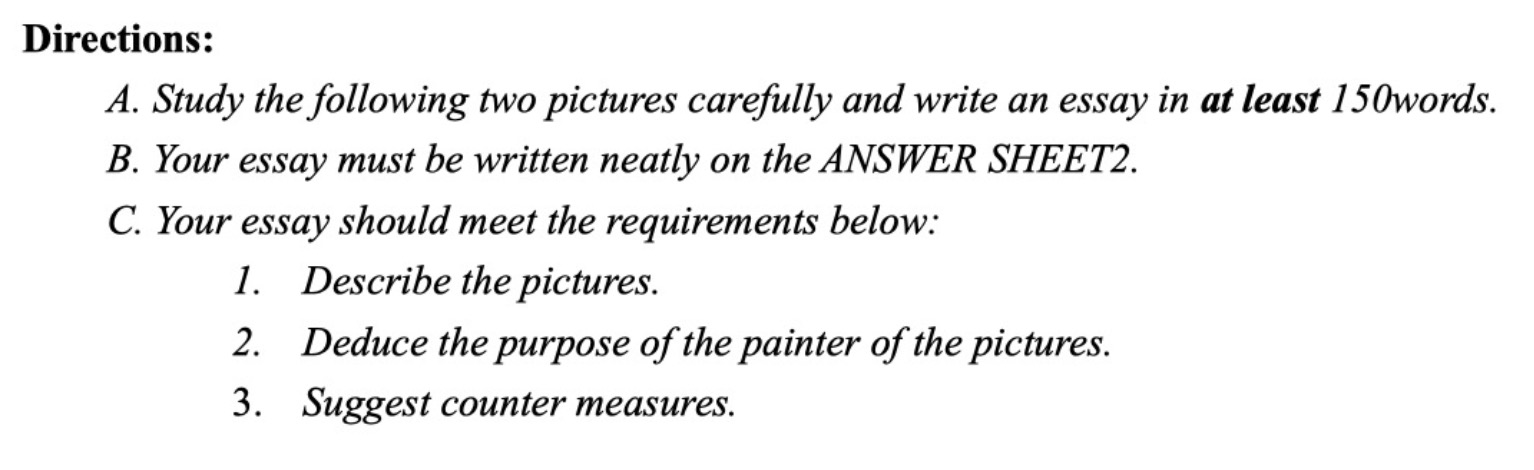 Directions:
A. Study the following two pictures carefully and write an essay in at least 150words.
B. Your essay must be written neatly on the ANSWER SHEET2.
C. Your essay should meet the requirements below:
1. Describe the pictures.
2. Deduce the purpose of the painter of the pictures.
3. Suggest counter measures.